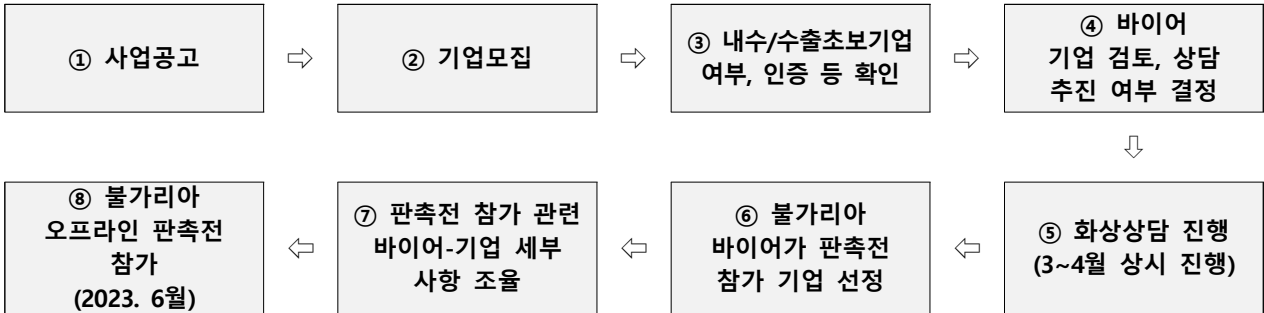 ① 사업공고
⇨
② 기업모집
⇨
③ 내수/수출초보기업
여부, 인증 등 확인
⇨
④ 바이어
기업 검토, 상담
추진 여부 결정
⇩
⑤ 화상상담 진행
(3~4월 상시 진행)
⇦
⑥ 불가리아
바이어가 판촉전
참가 기업 선정
⇦
⑦ 판촉전 참가 관련
바이어-기업 세부
사항 조율
⇦
⑧ 불가리아
오프라인 판촉전
참가
(2023. 6월)